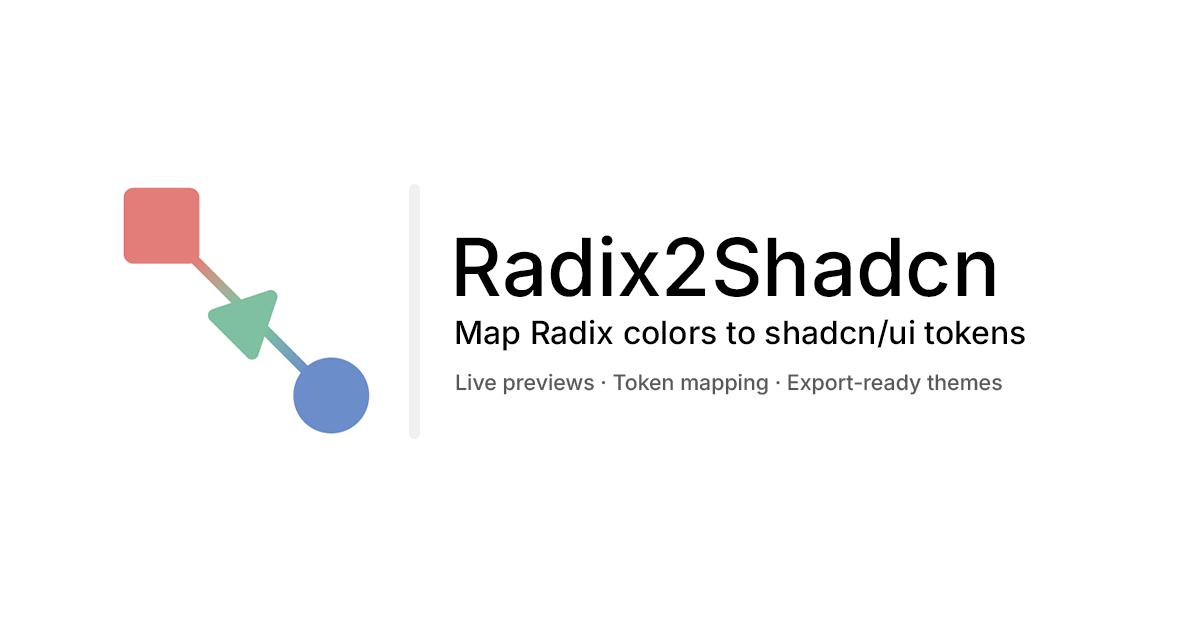 Radix2Shadcn
Map Radix colors to shadcn/ui tokens
Live previews · Token mapping · Export-ready themes